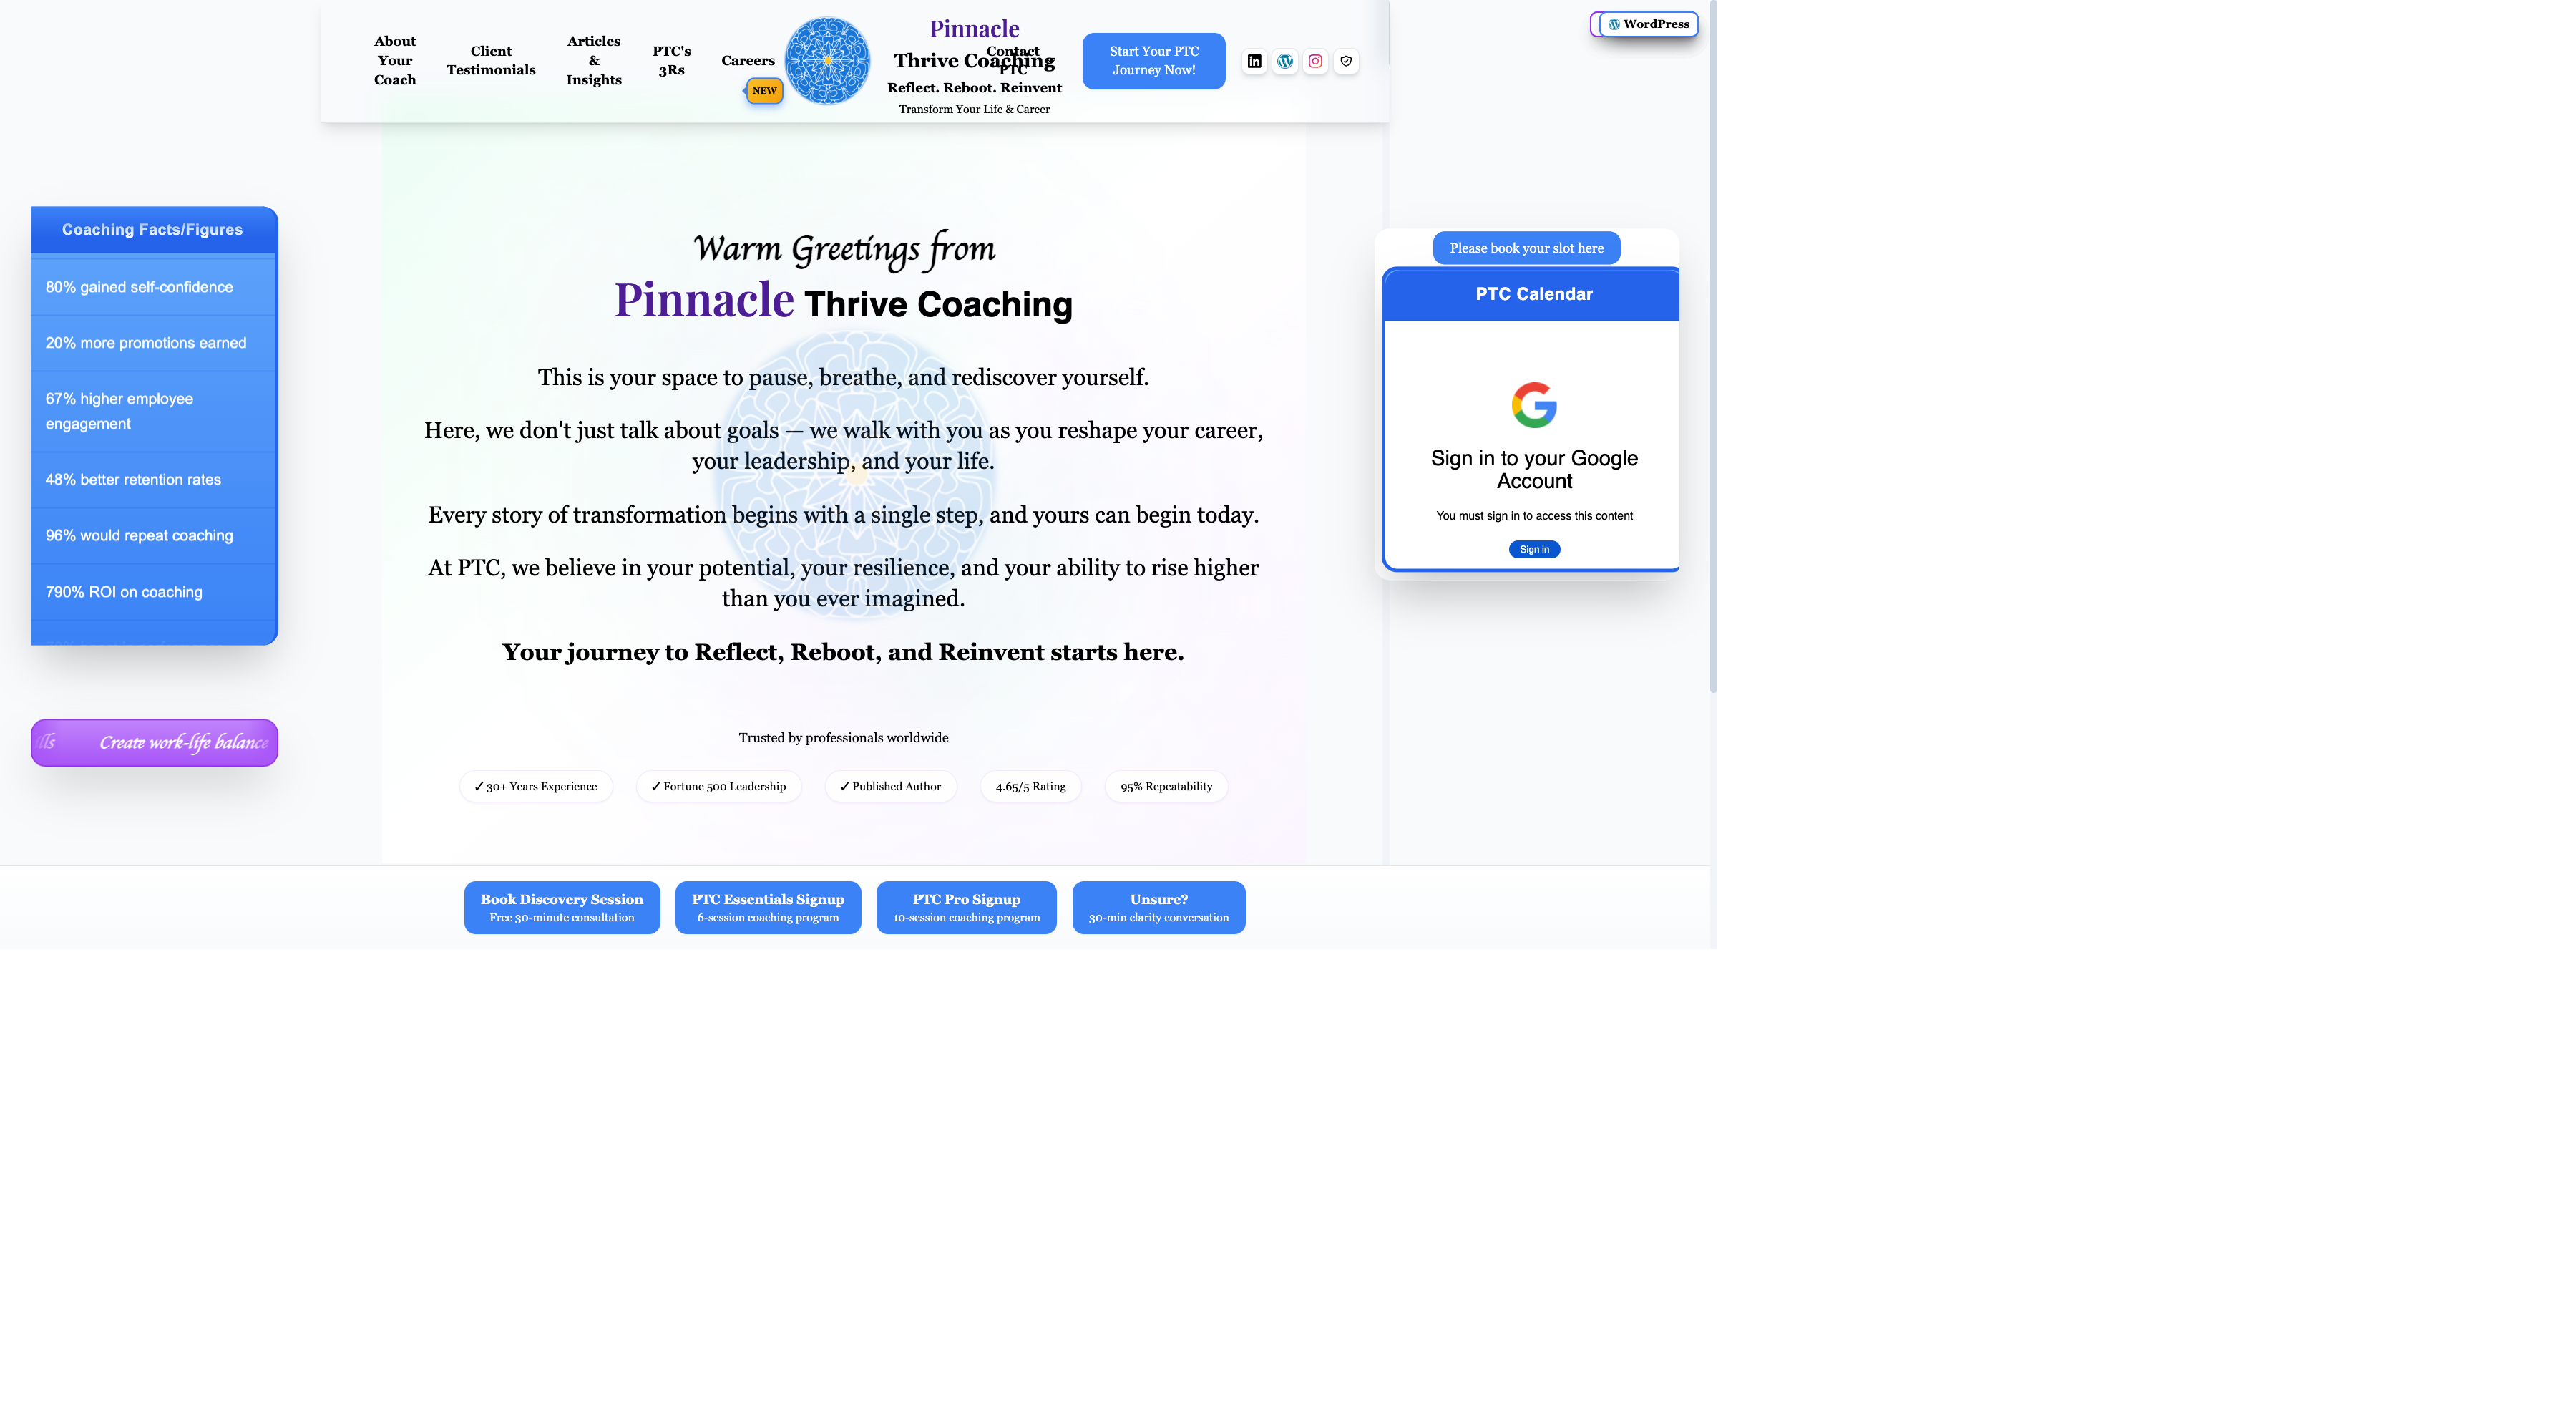 About
Your
Coach
Client
Testimonials
Articles
&
Insights
PTC's
3Rs
Careers
NEW
Pinnacle
Thrive Coaching
Reflect. Reboot. Reinvent
Transform Your Life & Career
Contact
PTC
Start Your PTC
Journey Now!
WordPress
Coaching Facts/Figures
80% gained self-confidence
20% more promotions earned
67% higher employee
engagement
48% better retention rates
96% would repeat coaching
790% ROI on coaching
Create work-life balance
Warm Greetings from
Pinnacle Thrive Coaching
This is your space to pause, breathe, and rediscover yourself.
Here, we don't just talk about goals — we walk with you as you reshape your career,
your leadership, and your life.
Every story of transformation begins with a single step, and yours can begin today.
At PTC, we believe in your potential, your resilience, and your ability to rise higher
than you ever imagined.
Your journey to Reflect, Reboot, and Reinvent starts here.
Trusted by professionals worldwide
✓ 30+ Years Experience
✓ Fortune 500 Leadership
✓ Published Author
4.65/5 Rating
95% Repeatability
Please book your slot here
PTC Calendar
Sign in to your Google
Account
You must sign in to access this content
Sign in
Book Discovery Session
Free 30-minute consultation
PTC Essentials Signup
6-session coaching program
PTC Pro Signup
10-session coaching program
Unsure?
30-min clarity conversation